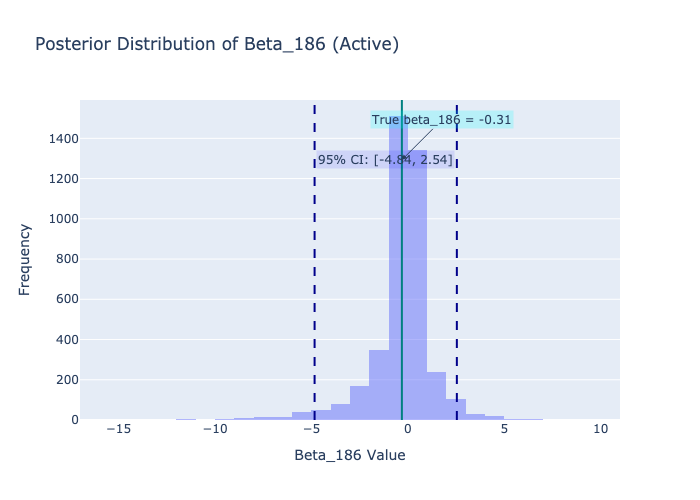 Posterior Distribution of Beta_186 (Active)
True beta_186 = -0.31
95% CI: [-4.84, 2.54]
1400
1200
1000
800
600
400
200
0
Frequency
−15
−10
−5
0
5
10
Beta_186 Value